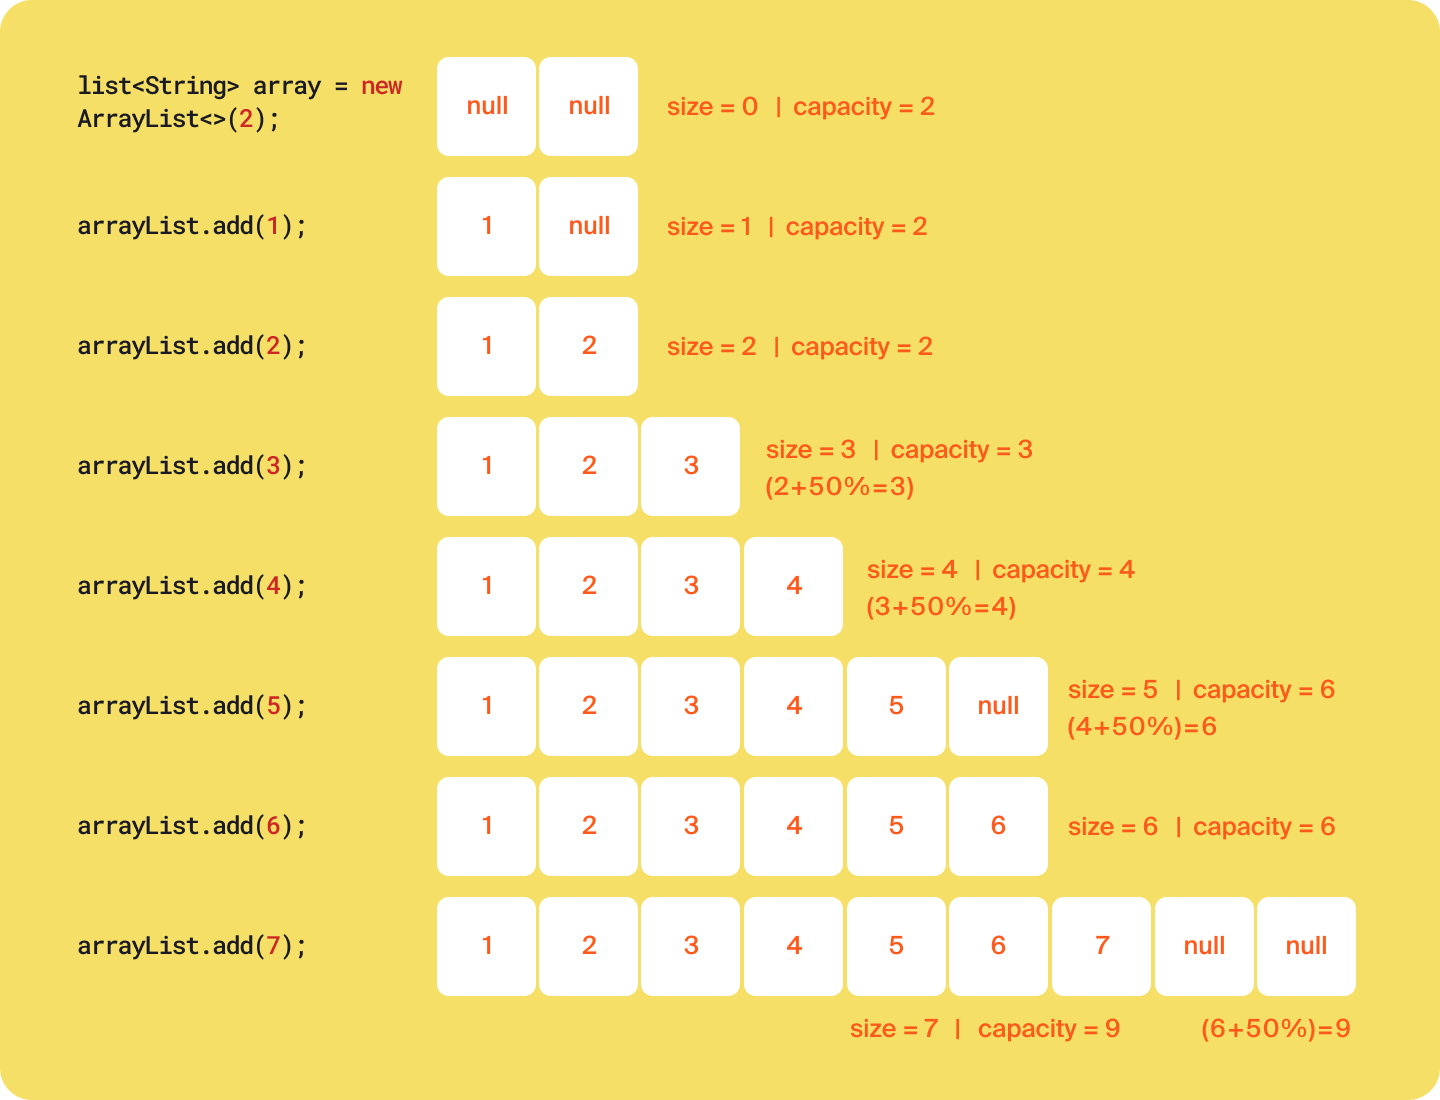 list<String> array = new
ArrayList<>(2);
null null size = 0 | capacity = 2
arrayList.add(1); 1 null size = 1 | capacity = 2
arrayList.add(2); 1 2 size = 2 | capacity = 2
arrayList.add(3); 1 2 3 size = 3 | capacity = 3
(2+50%=3)
arrayList.add(4); 1 2 3 4 size = 4 | capacity = 4
(3+50%=4)
arrayList.add(5); 1 2 3 4 5 null size = 5 | capacity = 6
(4+50%)=6
arrayList.add(6); 1 2 3 4 5 6 size = 6 | capacity = 6
arrayList.add(7); 1 2 3 4 5 6 7 null null
size = 7 | capacity = 9 (6+50%)=9